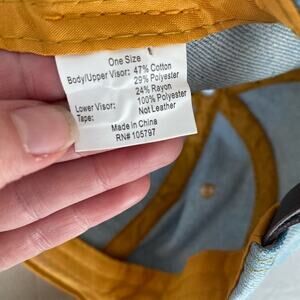 One Size
Body/Upper Visor: 47% Cotton
29% Polyester
24% Rayon
Lower Visor: 100% Polyester
Tape: Not Leather
Made in China
RN# 105797